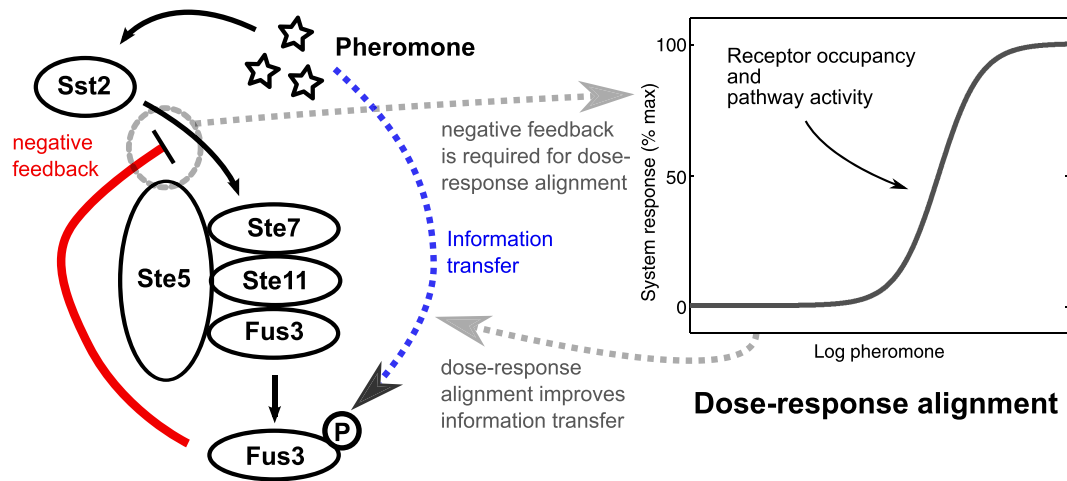 Pheromone
Sst2
negative
feedback
Ste5
Ste7
Ste11
Fus3
P
Fus3
negative feedback
is required for dose-
response alignment
Information
transfer
dose-response
alignment improves
information transfer
System response (% max)
100
50
0
Receptor occupancy
and
pathway activity
Log pheromone
Dose-response alignment